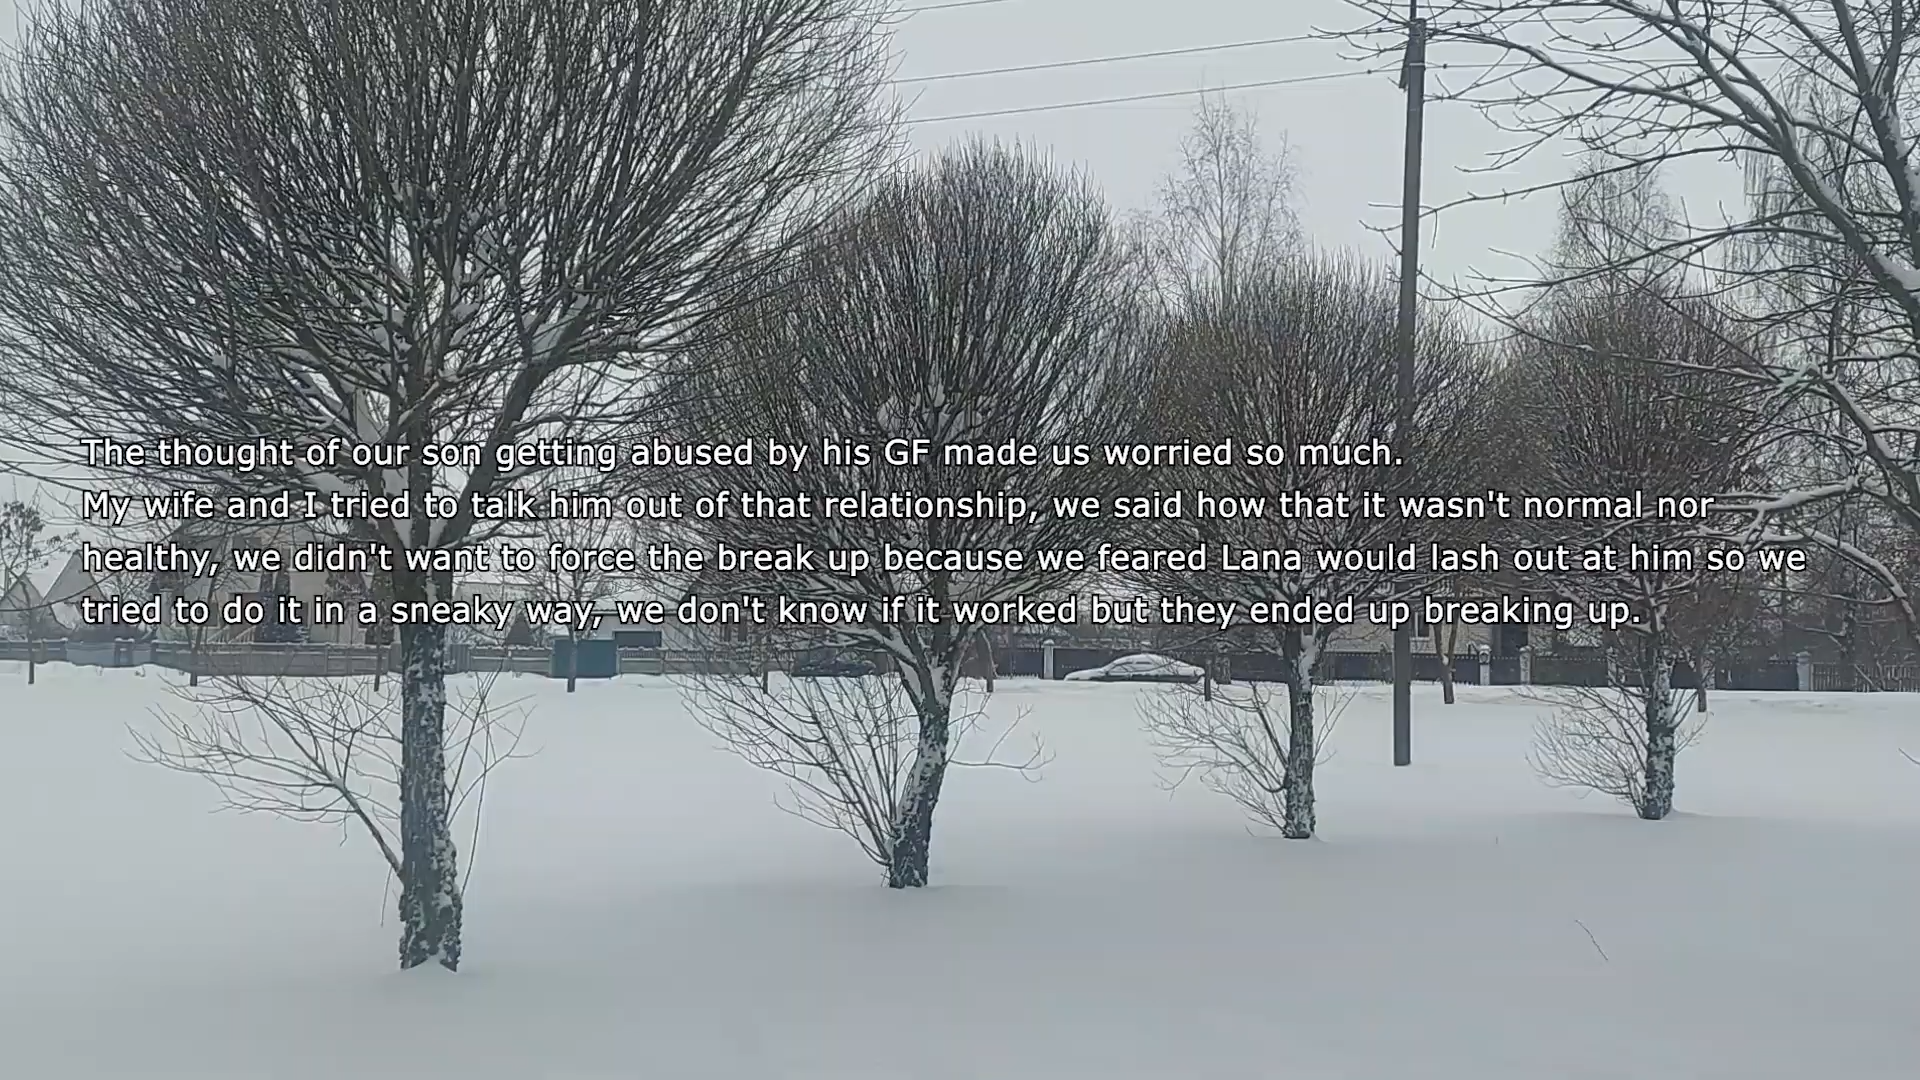 The thought of our son getting abused by his GF made us worried so much.
My wife and I tried to talk him out of that relationship, we said how that it wasn't normal nor
healthy, we didn't want to force the break up because we feared Lana would lash out at him so we
tried to do it in a sneaky way, we don't know if it worked but they ended up breaking up.